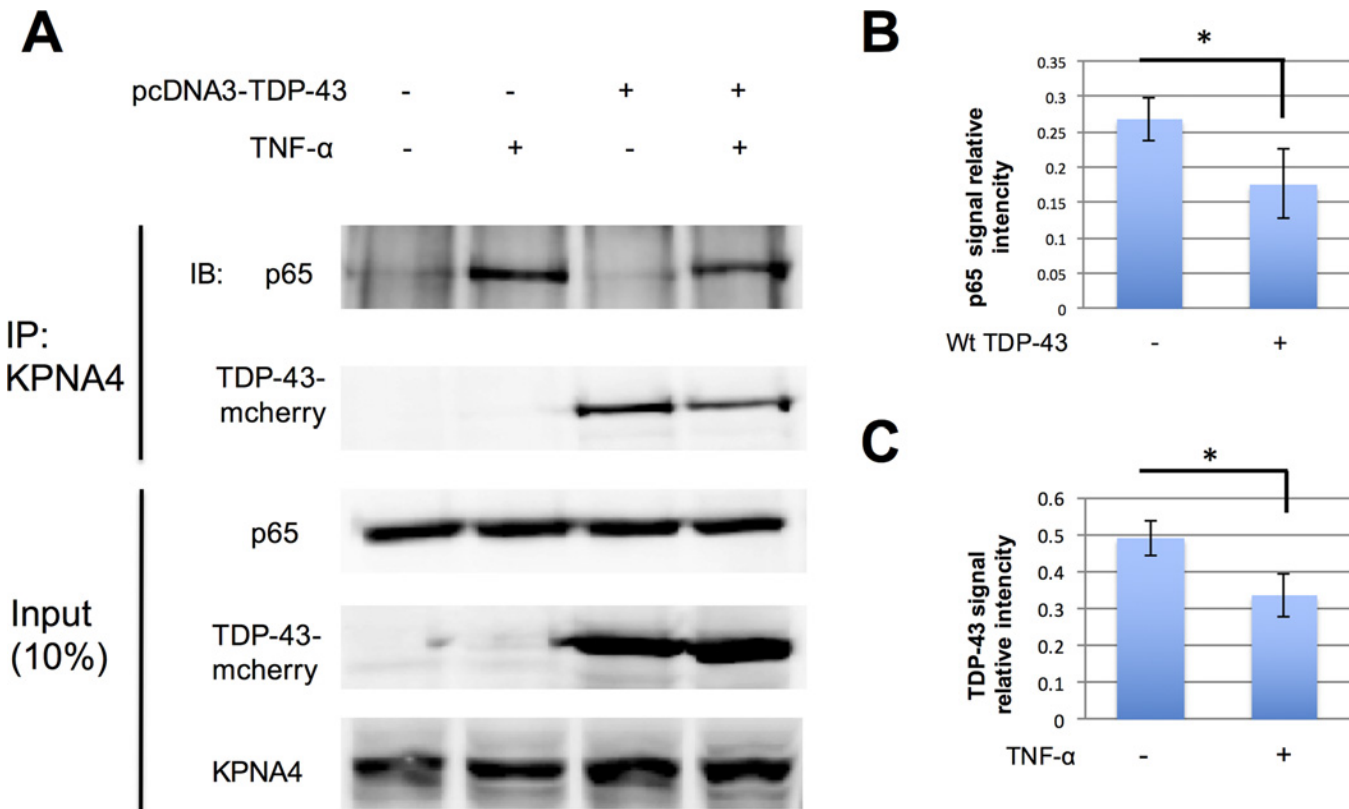 A
pcDNA3-TDP-43 - - + +
TNF-α - + - +
IP:
KPNA4
IB: p65
TDP-43-
mcherry
Input
(10%)
p65
TDP-43-
mcherry
KPNA4
B
*
p65 signal relative
intencity
0.35
0.3
0.25
0.2
0.15
0.1
0.05
0
Wt TDP-43 - +
C
*
TDP-43 signal
relative intencity
0.6
0.5
0.4
0.3
0.2
0.1
0
TNF-α - +